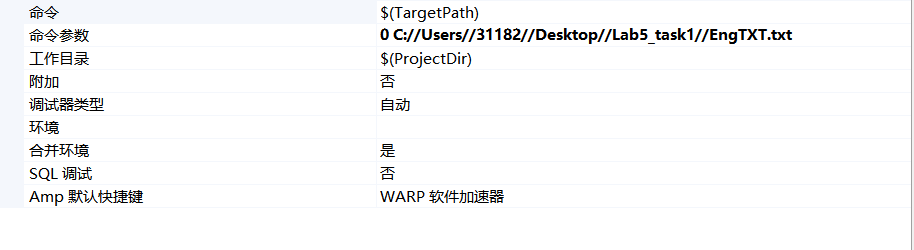 命令 $(TargetPath)
命令参数 0 C://Users//31182//Desktop//Lab5_task1//EngTXT.txt
工作目录 $(ProjectDir)
附加 否
调试器类型 自动
环境
合并环境 是
SQL 调试 否
Amp 默认快捷键 WARP 软件加速器